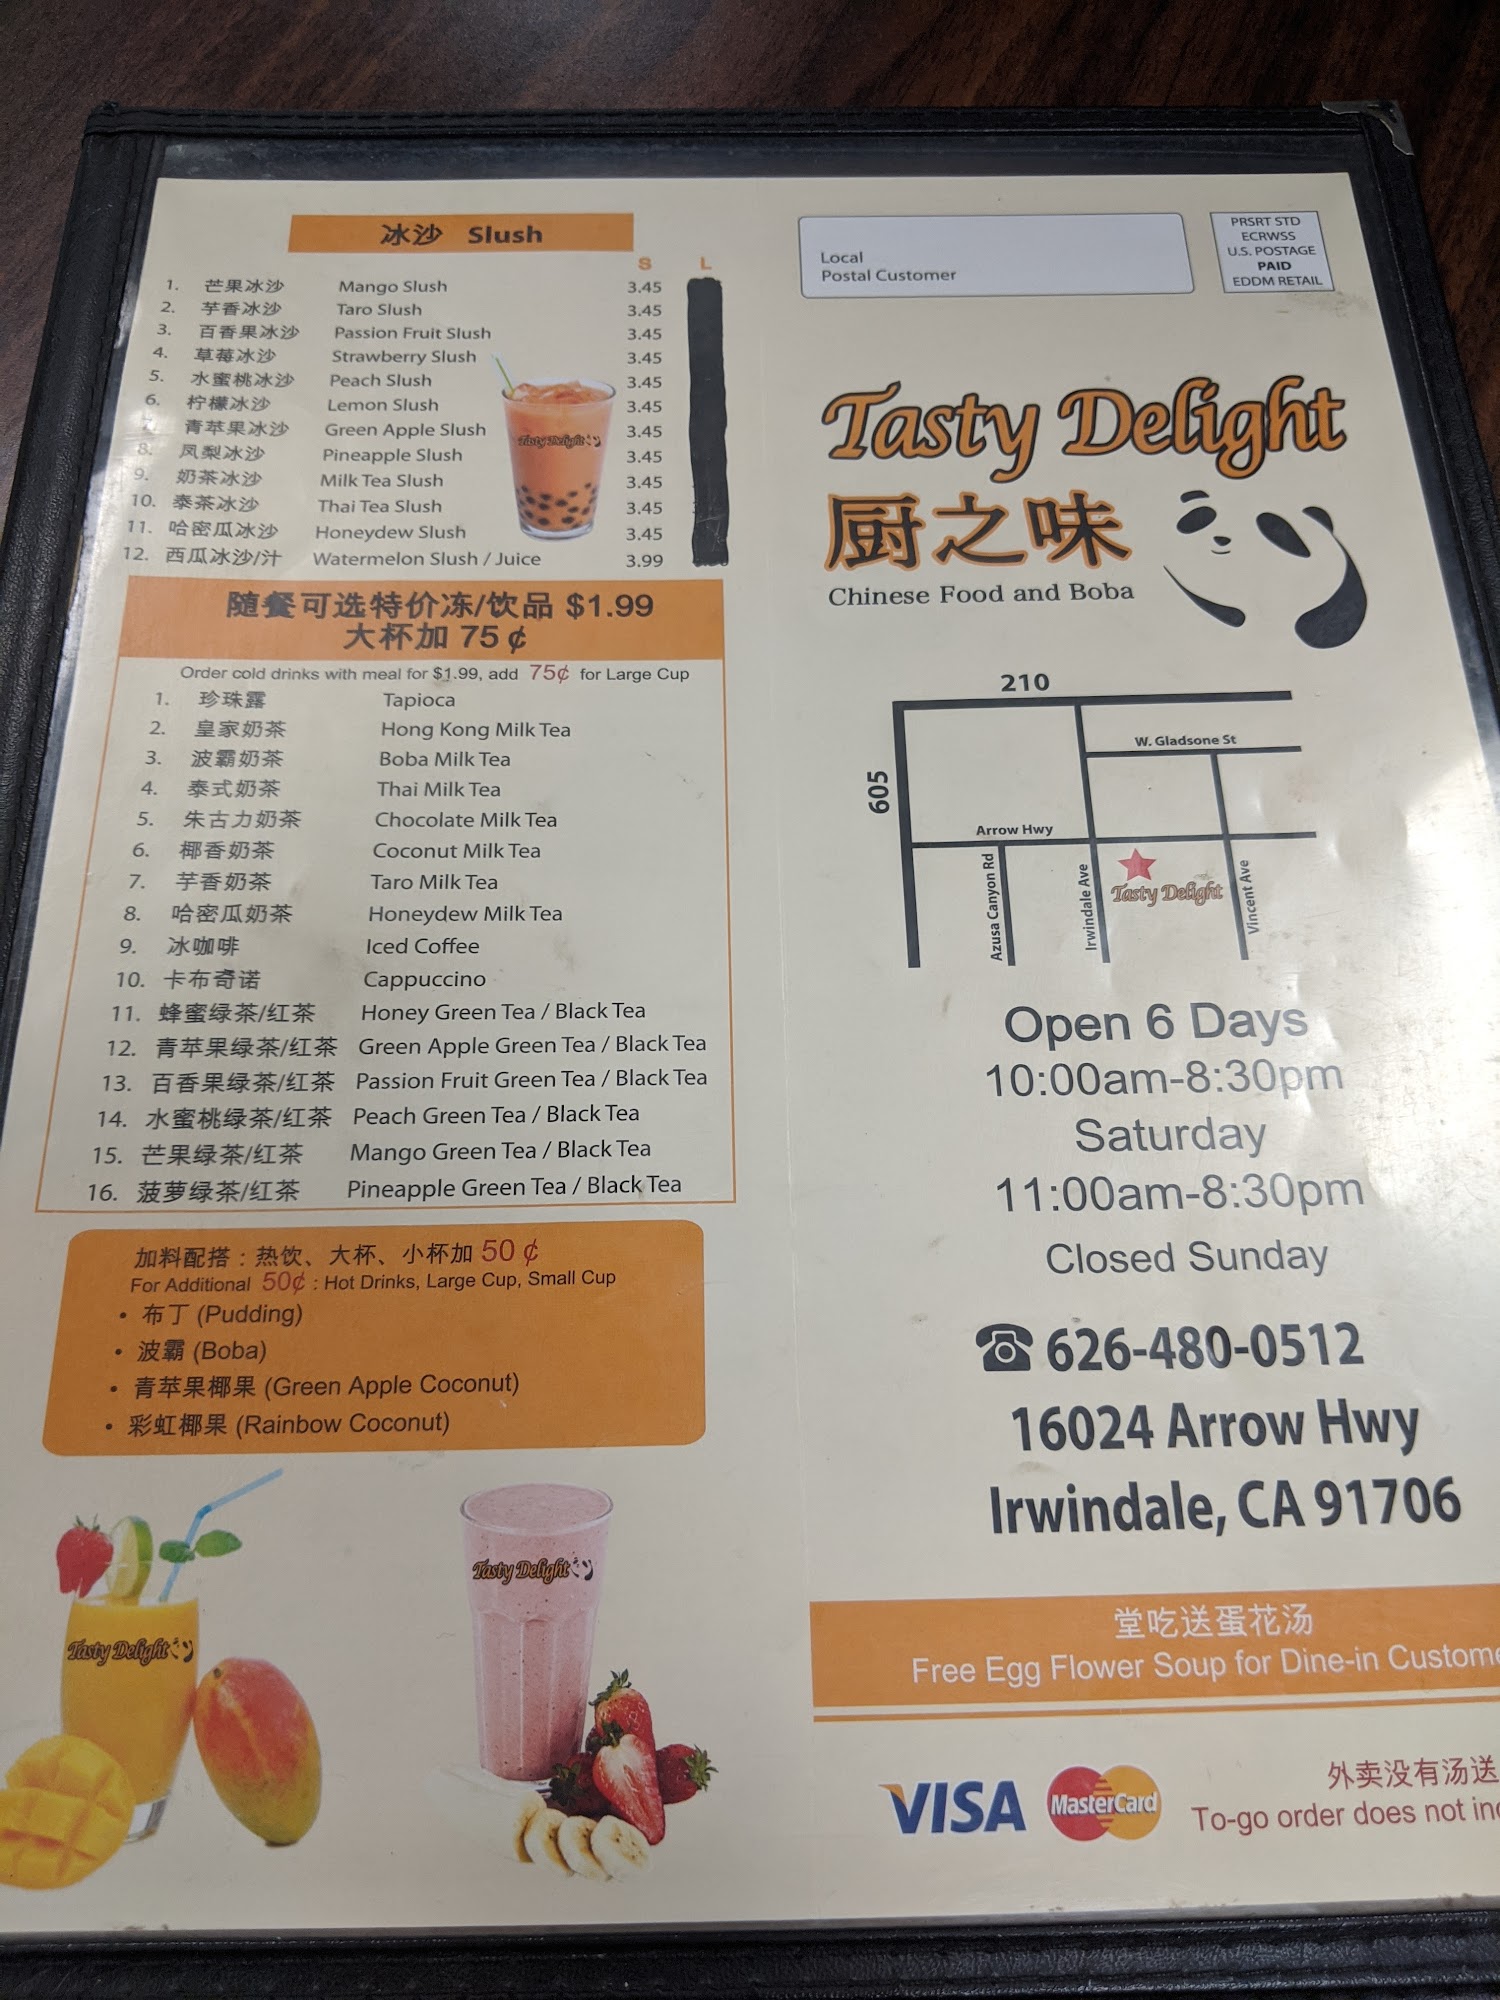 冰沙 Slush
S L
1. 芒果冰沙 Mango Slush 3.45
2. 芋香冰沙 Taro Slush 3.45
3. 百香果冰沙 Passion Fruit Slush 3.45
4. 草莓冰沙 Strawberry Slush 3.45
5. 水蜜桃冰沙 Peach Slush 3.45
6. 柠檬冰沙 Lemon Slush 3.45
7. 青苹果冰沙 Green Apple Slush 3.45
8. 凤梨冰沙 Pineapple Slush 3.45
9. 奶茶冰沙 Milk Tea Slush 3.45
10. 泰茶冰沙 Thai Tea Slush 3.45
11. 哈密瓜冰沙 Honeydew Slush 3.45
12. 西瓜冰沙/汁 Watermelon Slush / Juice 3.99
Tasty Delight
随餐可选特价冻/饮品 $1.99
大杯加 75¢
Order cold drinks with meal for $1.99, add 75¢ for Large Cup
1. 珍珠露 Tapioca
2. 皇家奶茶 Hong Kong Milk Tea
3. 波霸奶茶 Boba Milk Tea
4. 泰式奶茶 Thai Milk Tea
5. 朱古力奶茶 Chocolate Milk Tea
6. 椰香奶茶 Coconut Milk Tea
7. 芋香奶茶 Taro Milk Tea
8. 哈密瓜奶茶 Honeydew Milk Tea
9. 冰咖啡 Iced Coffee
10. 卡布奇诺 Cappuccino
11. 蜂蜜绿茶/红茶 Honey Green Tea / Black Tea
12. 青苹果绿茶/红茶 Green Apple Green Tea / Black Tea
13. 百香果绿茶/红茶 Passion Fruit Green Tea / Black Tea
14. 水蜜桃绿茶/红茶 Peach Green Tea / Black Tea
15. 芒果绿茶/红茶 Mango Green Tea / Black Tea
16. 菠萝绿茶/红茶 Pineapple Green Tea / Black Tea
加料配搭：热饮、大杯、小杯加 50 ¢
For Additional 50¢ : Hot Drinks, Large Cup, Small Cup
• 布丁 (Pudding)
• 波霸 (Boba)
• 青苹果椰果 (Green Apple Coconut)
• 彩虹椰果 (Rainbow Coconut)
Tasty Delight
Tasty Delight
Local
Postal Customer
PRSRT STD
ECRWSS
U.S. POSTAGE
PAID
EDDM RETAIL
Tasty Delight
厨之味
Chinese Food and Boba
210
W. Gladsone St
605
Arrow Hwy
Azusa Canyon Rd
Irwindale Ave
Tasty Delight
Vincent Ave
Open 6 Days
10:00am-8:30pm
Saturday
11:00am-8:30pm
Closed Sunday
626-480-0512
16024 Arrow Hwy
Irwindale, CA 91706
堂吃送蛋花汤
Free Egg Flower Soup for Dine-in Custome
VISA
MasterCard
外卖没有汤送
To-go order does not inc